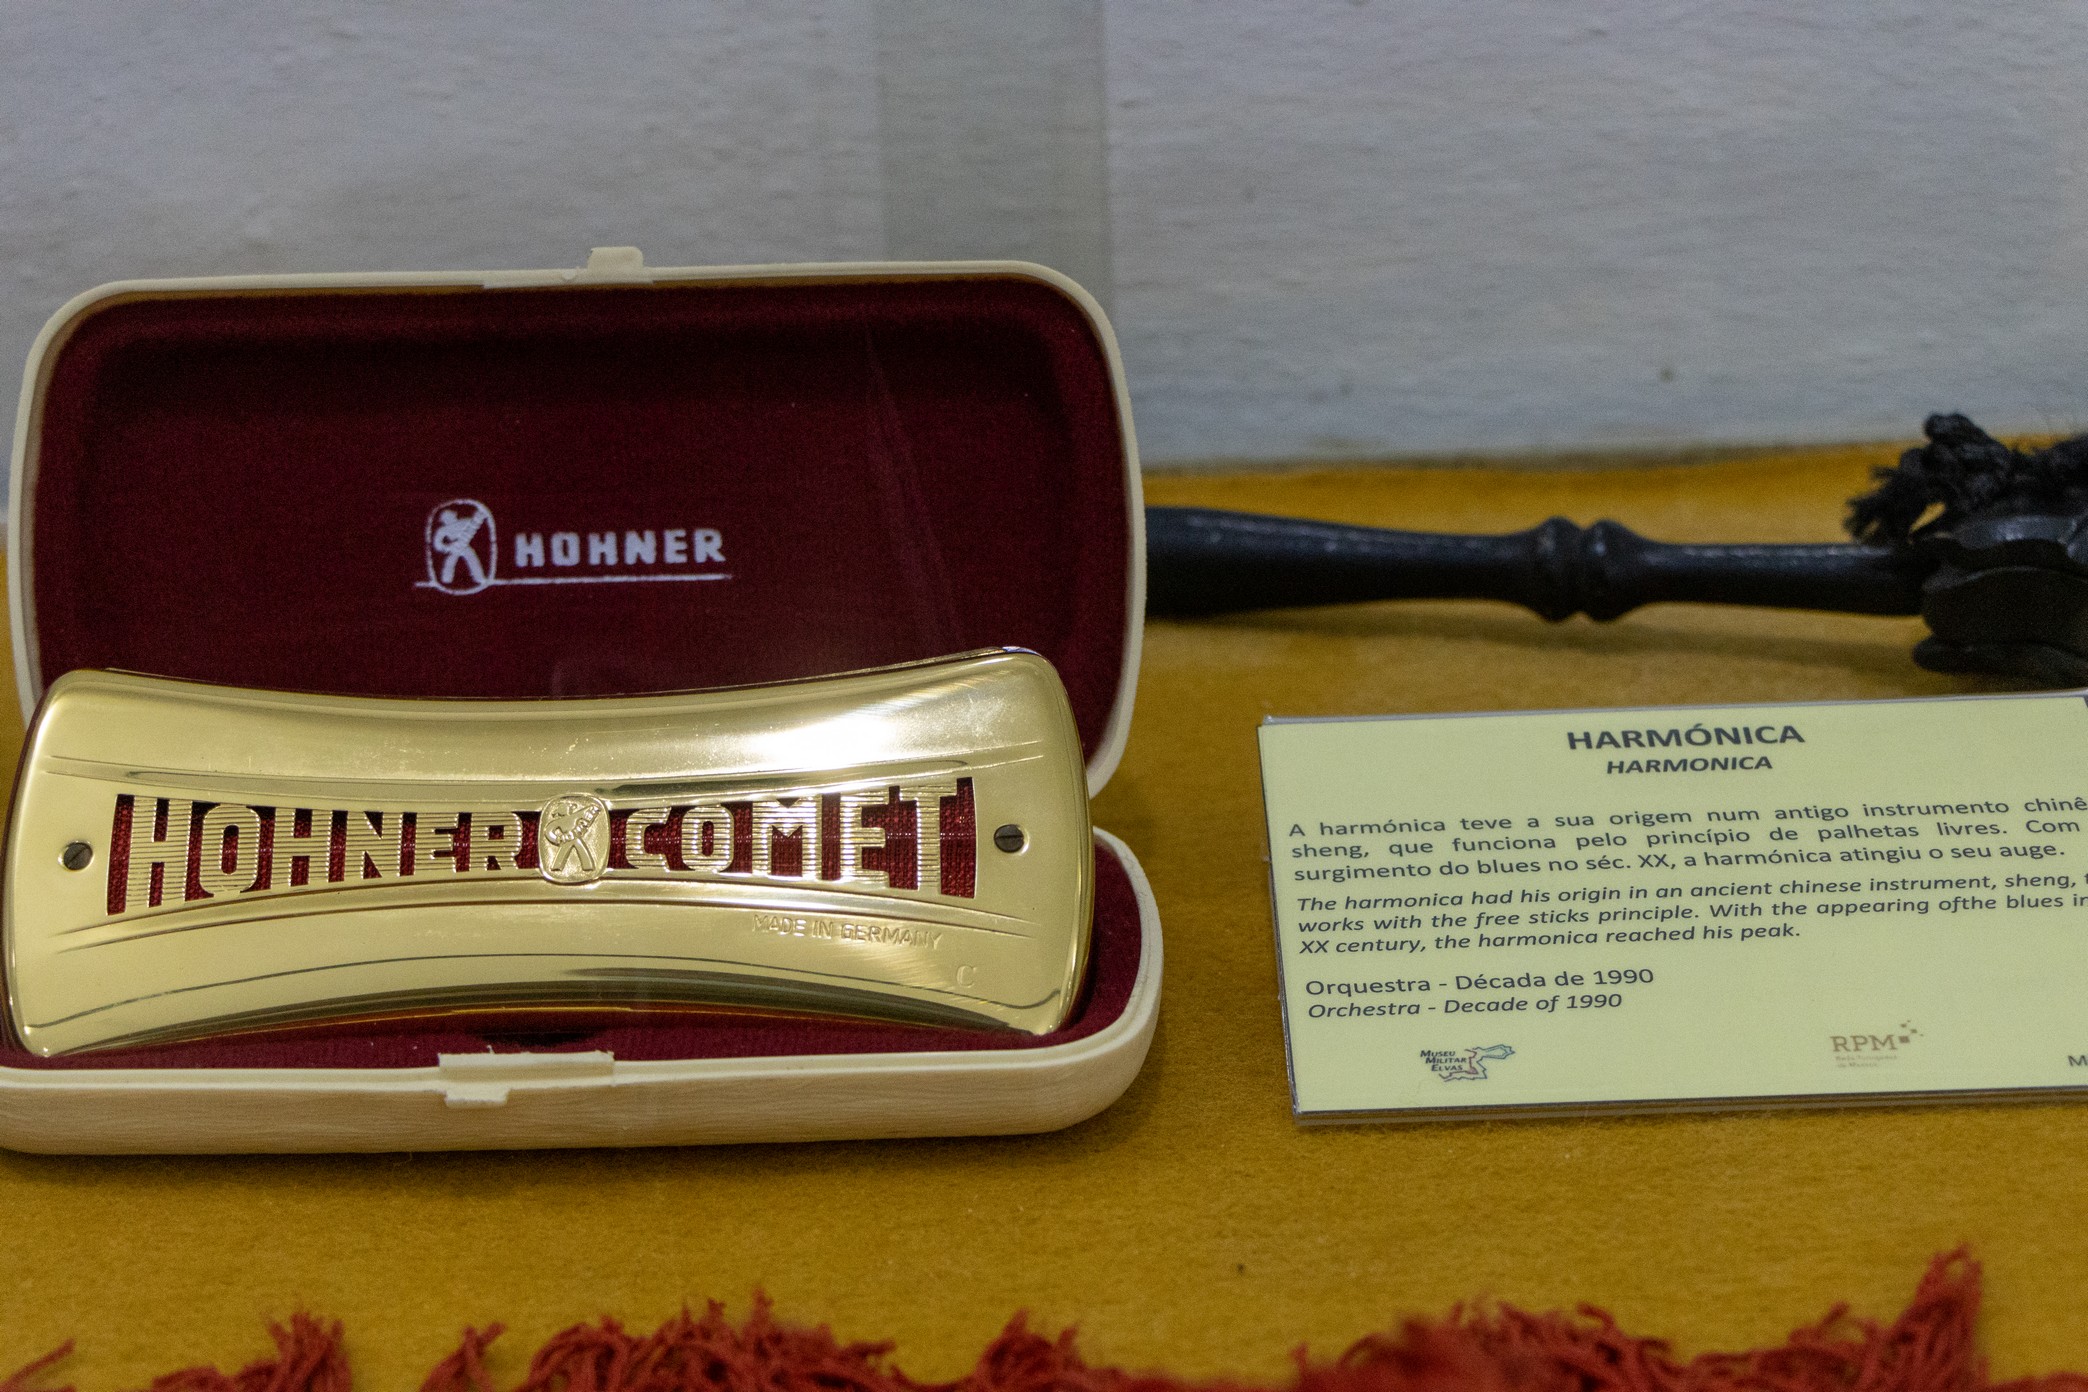 HOHNER
HOHNER COMET
MADE IN GERMANY
C
HARMÓNICA
HARMONICA
A harmónica teve a sua origem num antigo instrumento
sheng, que funciona pelo princípio de palhetas livres. Com
surgimento do blues no séc. XX, a harmónica atingiu o seu auge.
The harmonica had his origin in an ancient chinese instrument, sheng,
works with the free sticks principle. With the appearing ofthe blues in
XX century, the harmonica reached his peak.
Orquestra - Década de 1990
Orchestra - Decade of 1990
MUSEU
MILITAR
ELVAS
RPM
Rede Portuguesa
de Museus